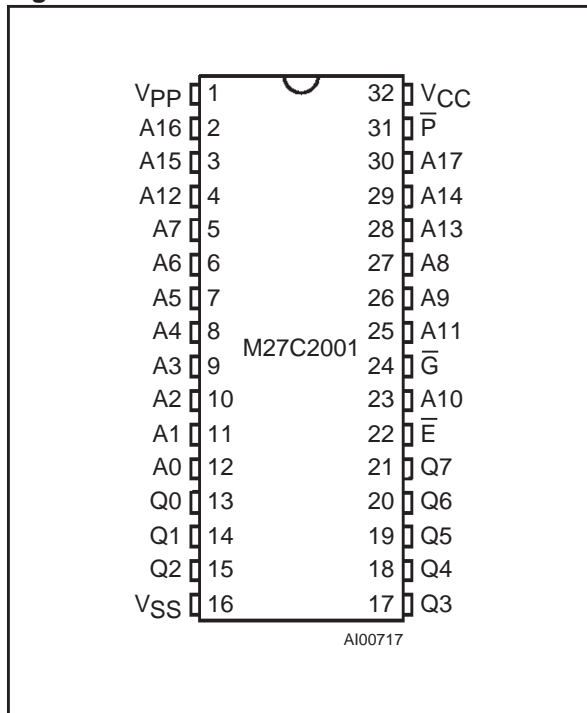 VPP 1 32 VCC
A16 2 31 P̅
A15 3 30 A17
A12 4 29 A14
A7 5 28 A13
A6 6 27 A8
A5 7 26 A9
A4 8 25 A11
M27C2001
A3 9 24 G̅
A2 10 23 A10
A1 11 22 E̅
A0 12 21 Q7
Q0 13 20 Q6
Q1 14 19 Q5
Q2 15 18 Q4
VSS 16 17 Q3
AI00717